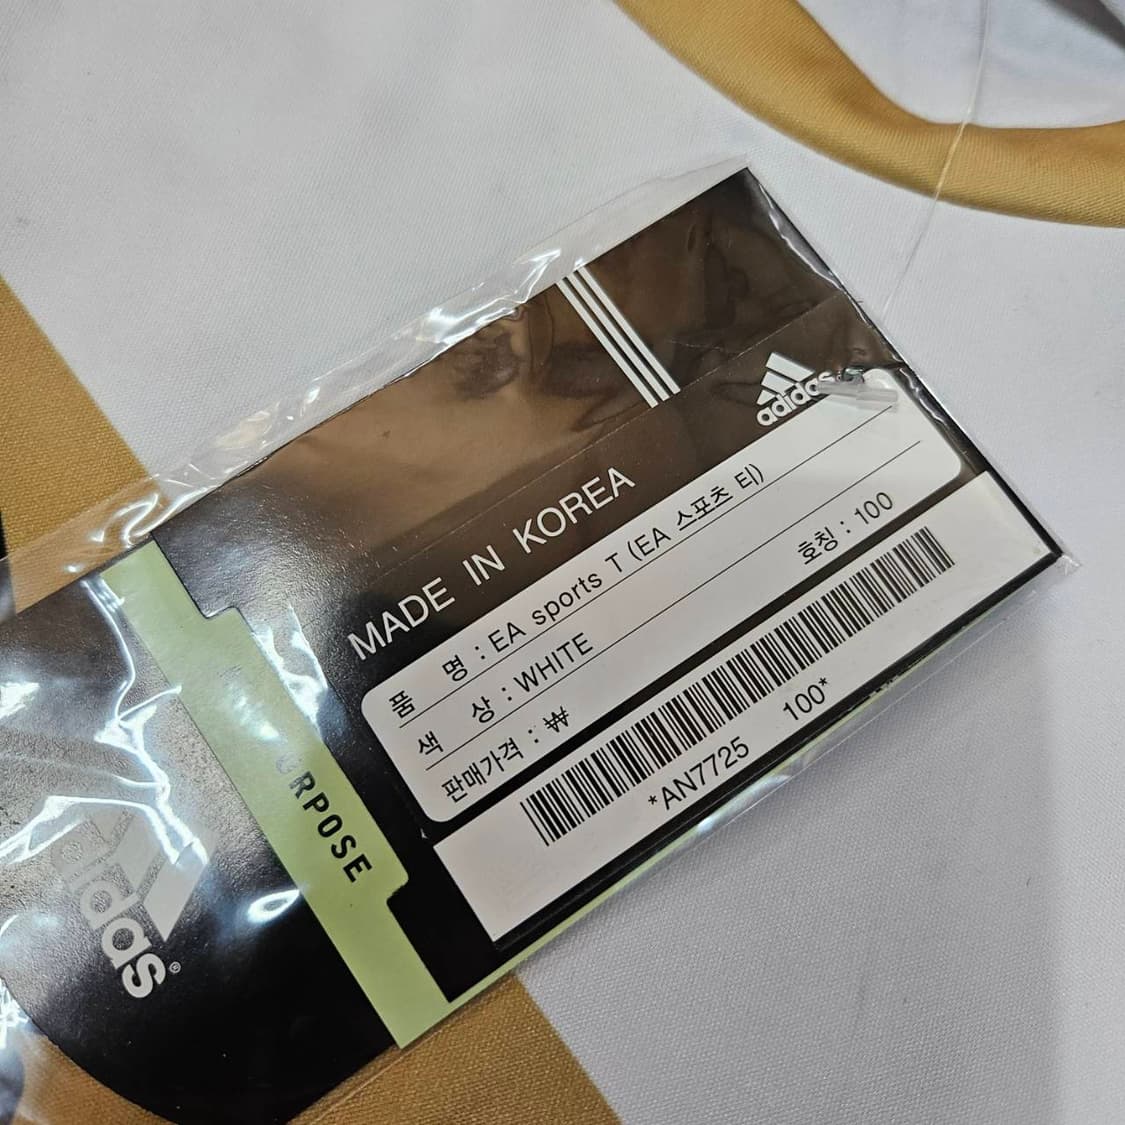 adidas
MADE IN KOREA
품 명 : EA sports T (EA 스포츠 티)
색 상 : WHITE
호칭 : 100
판매가격 : ₩
*AN7725 100*
RPOSE
adidas®